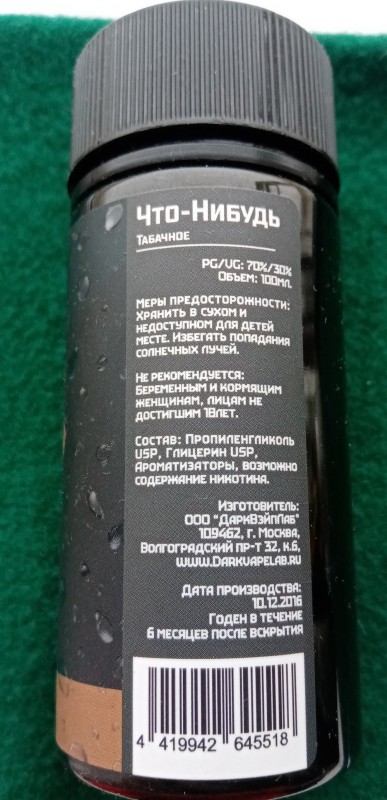 Что-Нибудь
Табачное
PG/VG: 70%/30%
Объем: 100мл.
Меры предосторожности:
Хранить в сухом и
недоступном для детей
месте. Избегать попадания
солнечных лучей.
Не рекомендуется:
Беременным и кормящим
женщинам, лицам не
достигшим 18лет.
Состав: Пропиленгликоль
USP, Глицерин USP,
Ароматизаторы, возможно
содержание никотина.
Изготовитель:
ООО "ДаркВэйпЛаб"
109462, г. Москва,
Волгоградский пр-т 32, к.6,
www.Darkvapelab.ru
Дата производства:
10.12.2016
Годен в течение
6 месяцев после вскрытия
4 419942 645518